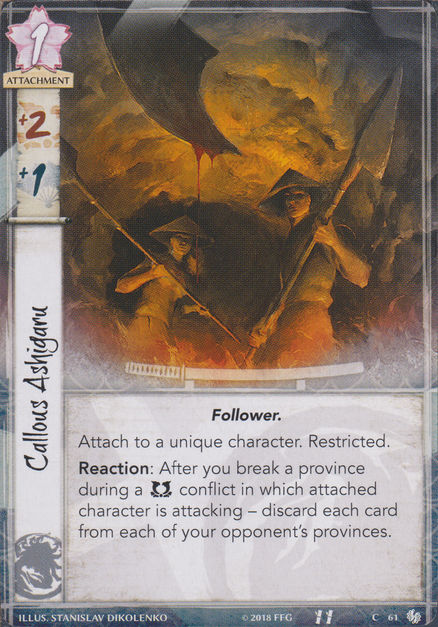 1
ATTACHMENT
+2
+1
Callous Ashigaru
Follower.
Attach to a unique character. Restricted.
Reaction: After you break a province
during a conflict in which attached
character is attacking – discard each card
from each of your opponent's provinces.
ILLUS. STANISLAV DIKOLENKO
© 2018 FFG
C 61